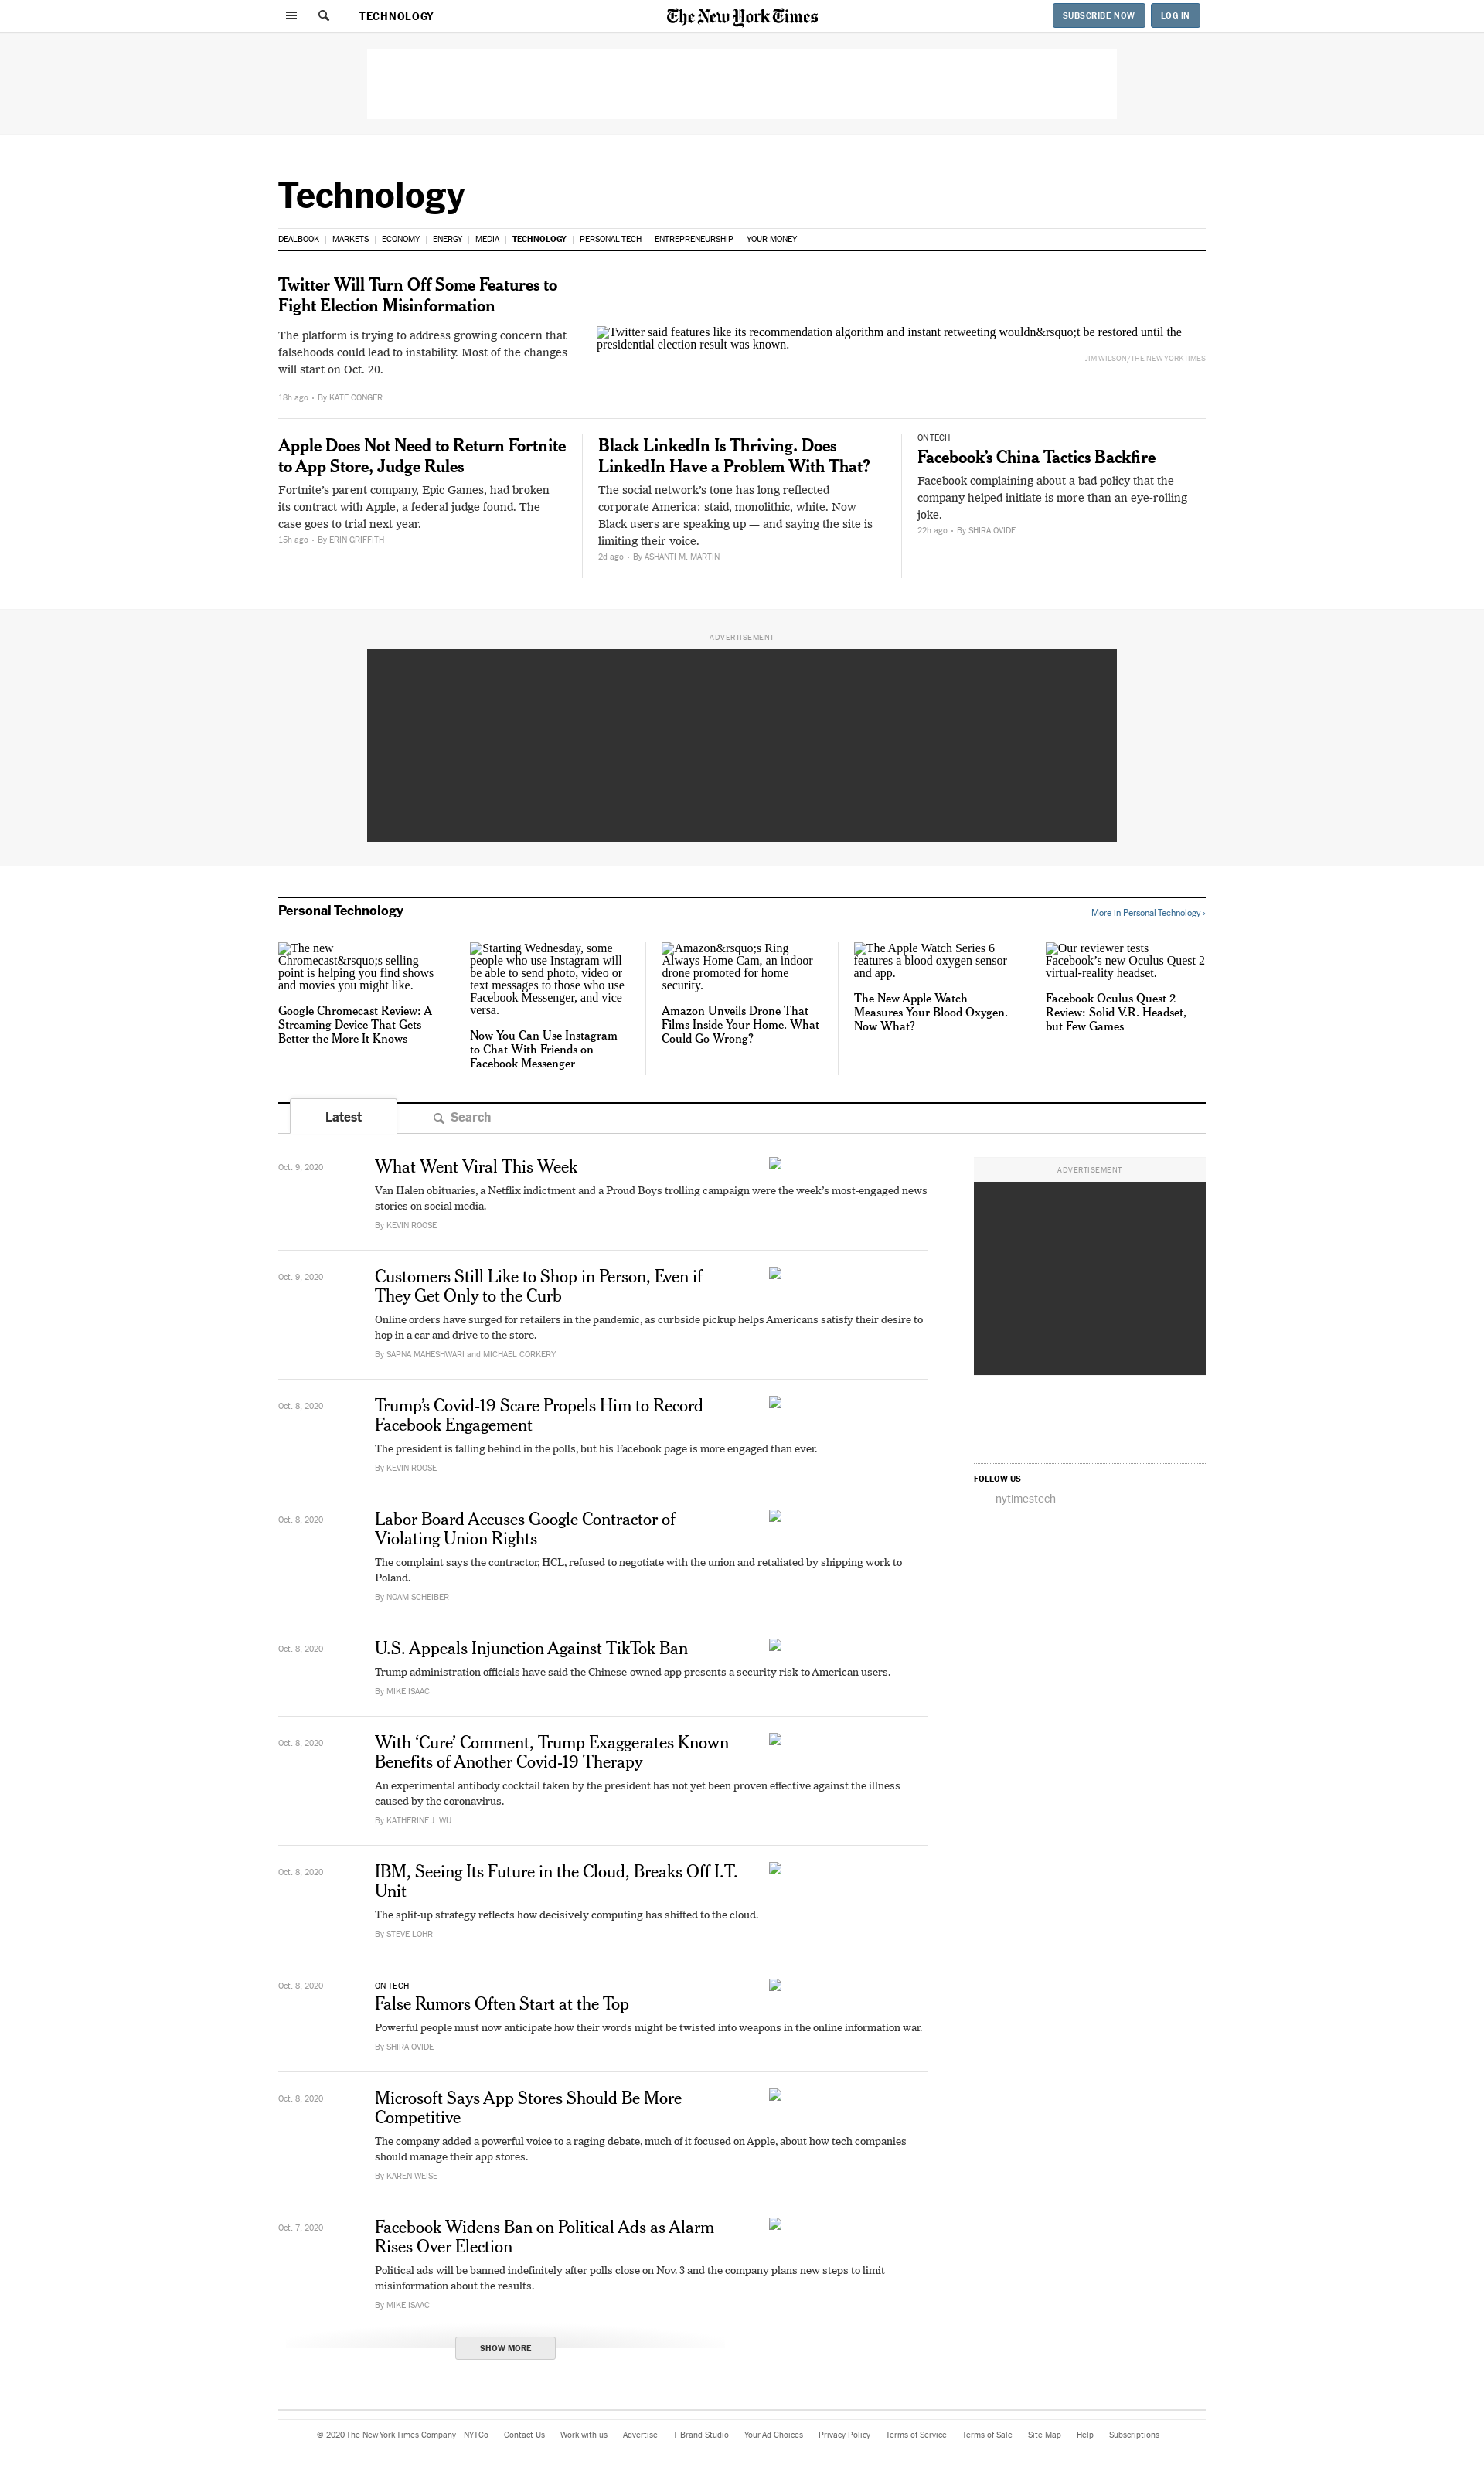 TECHNOLOGY
The New York Times
SUBSCRIBE NOW
LOG IN
Technology
DEALBOOK | MARKETS | ECONOMY | ENERGY | MEDIA | TECHNOLOGY | PERSONAL TECH | ENTREPRENEURSHIP | YOUR MONEY
Twitter Will Turn Off Some Features to
Fight Election Misinformation
The platform is trying to address growing concern that
falsehoods could lead to instability. Most of the changes
will start on Oct. 20.
18h ago • By KATE CONGER
Twitter said features like its recommendation algorithm and instant retweeting wouldn&rsquo;t be restored until the
presidential election result was known.
JIM WILSON/THE NEW YORK TIMES
Apple Does Not Need to Return Fortnite
to App Store, Judge Rules
Fortnite’s parent company, Epic Games, had broken
its contract with Apple, a federal judge found. The
case goes to trial next year.
15h ago • By ERIN GRIFFITH
Black LinkedIn Is Thriving. Does
LinkedIn Have a Problem With That?
The social network’s tone has long reflected
corporate America: staid, monolithic, white. Now
Black users are speaking up — and saying the site is
limiting their voice.
2d ago • By ASHANTI M. MARTIN
ON TECH
Facebook’s China Tactics Backfire
Facebook complaining about a bad policy that the
company helped initiate is more than an eye-rolling
joke.
22h ago • By SHIRA OVIDE
ADVERTISEMENT
Personal Technology
More in Personal Technology ›
The new
Chromecast&rsquo;s selling
point is helping you find shows
and movies you might like.
Google Chromecast Review: A
Streaming Device That Gets
Better the More It Knows
Starting Wednesday, some
people who use Instagram will
be able to send photo, video or
text messages to those who use
Facebook Messenger, and vice
versa.
Now You Can Use Instagram
to Chat With Friends on
Facebook Messenger
Amazon&rsquo;s Ring
Always Home Cam, an indoor
drone promoted for home
security.
Amazon Unveils Drone That
Films Inside Your Home. What
Could Go Wrong?
The Apple Watch Series 6
features a blood oxygen sensor
and app.
The New Apple Watch
Measures Your Blood Oxygen.
Now What?
Our reviewer tests
Facebook’s new Oculus Quest 2
virtual-reality headset.
Facebook Oculus Quest 2
Review: Solid V.R. Headset,
but Few Games
Latest
Search
Oct. 9, 2020
What Went Viral This Week
Van Halen obituaries, a Netflix indictment and a Proud Boys trolling campaign were the week’s most-engaged news
stories on social media.
By KEVIN ROOSE
Oct. 9, 2020
Customers Still Like to Shop in Person, Even if
They Get Only to the Curb
Online orders have surged for retailers in the pandemic, as curbside pickup helps Americans satisfy their desire to
hop in a car and drive to the store.
By SAPNA MAHESHWARI and MICHAEL CORKERY
Oct. 8, 2020
Trump’s Covid-19 Scare Propels Him to Record
Facebook Engagement
The president is falling behind in the polls, but his Facebook page is more engaged than ever.
By KEVIN ROOSE
Oct. 8, 2020
Labor Board Accuses Google Contractor of
Violating Union Rights
The complaint says the contractor, HCL, refused to negotiate with the union and retaliated by shipping work to
Poland.
By NOAM SCHEIBER
Oct. 8, 2020
U.S. Appeals Injunction Against TikTok Ban
Trump administration officials have said the Chinese-owned app presents a security risk to American users.
By MIKE ISAAC
Oct. 8, 2020
With ‘Cure’ Comment, Trump Exaggerates Known
Benefits of Another Covid-19 Therapy
An experimental antibody cocktail taken by the president has not yet been proven effective against the illness
caused by the coronavirus.
By KATHERINE J. WU
Oct. 8, 2020
IBM, Seeing Its Future in the Cloud, Breaks Off I.T.
Unit
The split-up strategy reflects how decisively computing has shifted to the cloud.
By STEVE LOHR
Oct. 8, 2020
ON TECH
False Rumors Often Start at the Top
Powerful people must now anticipate how their words might be twisted into weapons in the online information war.
By SHIRA OVIDE
Oct. 8, 2020
Microsoft Says App Stores Should Be More
Competitive
The company added a powerful voice to a raging debate, much of it focused on Apple, about how tech companies
should manage their app stores.
By KAREN WEISE
Oct. 7, 2020
Facebook Widens Ban on Political Ads as Alarm
Rises Over Election
Political ads will be banned indefinitely after polls close on Nov. 3 and the company plans new steps to limit
misinformation about the results.
By MIKE ISAAC
SHOW MORE
ADVERTISEMENT
FOLLOW US
nytimestech
© 2020 The New York Times Company NYTCo Contact Us Work with us Advertise T Brand Studio Your Ad Choices Privacy Policy Terms of Service Terms of Sale Site Map Help Subscriptions